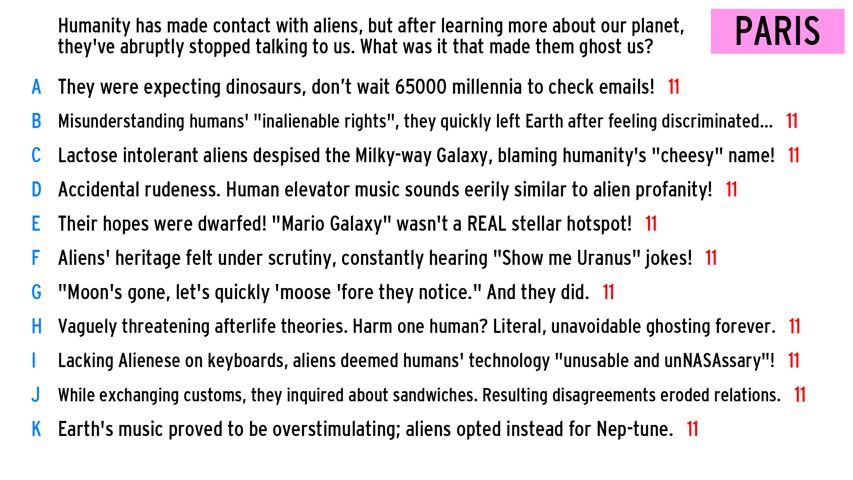 Humanity has made contact with aliens, but after learning more about our planet,
they've abruptly stopped talking to us. What was it that made them ghost us?
PARIS
A They were expecting dinosaurs, don't wait 65000 millennia to check emails! 11
B Misunderstanding humans' "inalienable rights", they quickly left Earth after feeling discriminated... 11
C Lactose intolerant aliens despised the Milky-way Galaxy, blaming humanity's "cheesy" name! 11
D Accidental rudeness. Human elevator music sounds eerily similar to alien profanity! 11
E Their hopes were dwarfed! "Mario Galaxy" wasn't a REAL stellar hotspot! 11
F Aliens' heritage felt under scrutiny, constantly hearing "Show me Uranus" jokes! 11
G "Moon's gone, let's quickly 'moose 'fore they notice." And they did. 11
H Vaguely threatening afterlife theories. Harm one human? Literal, unavoidable ghosting forever. 11
I Lacking Alienese on keyboards, aliens deemed humans' technology "unusable and unNASAssary"! 11
J While exchanging customs, they inquired about sandwiches. Resulting disagreements eroded relations. 11
K Earth's music proved to be overstimulating; aliens opted instead for Nep-tune. 11